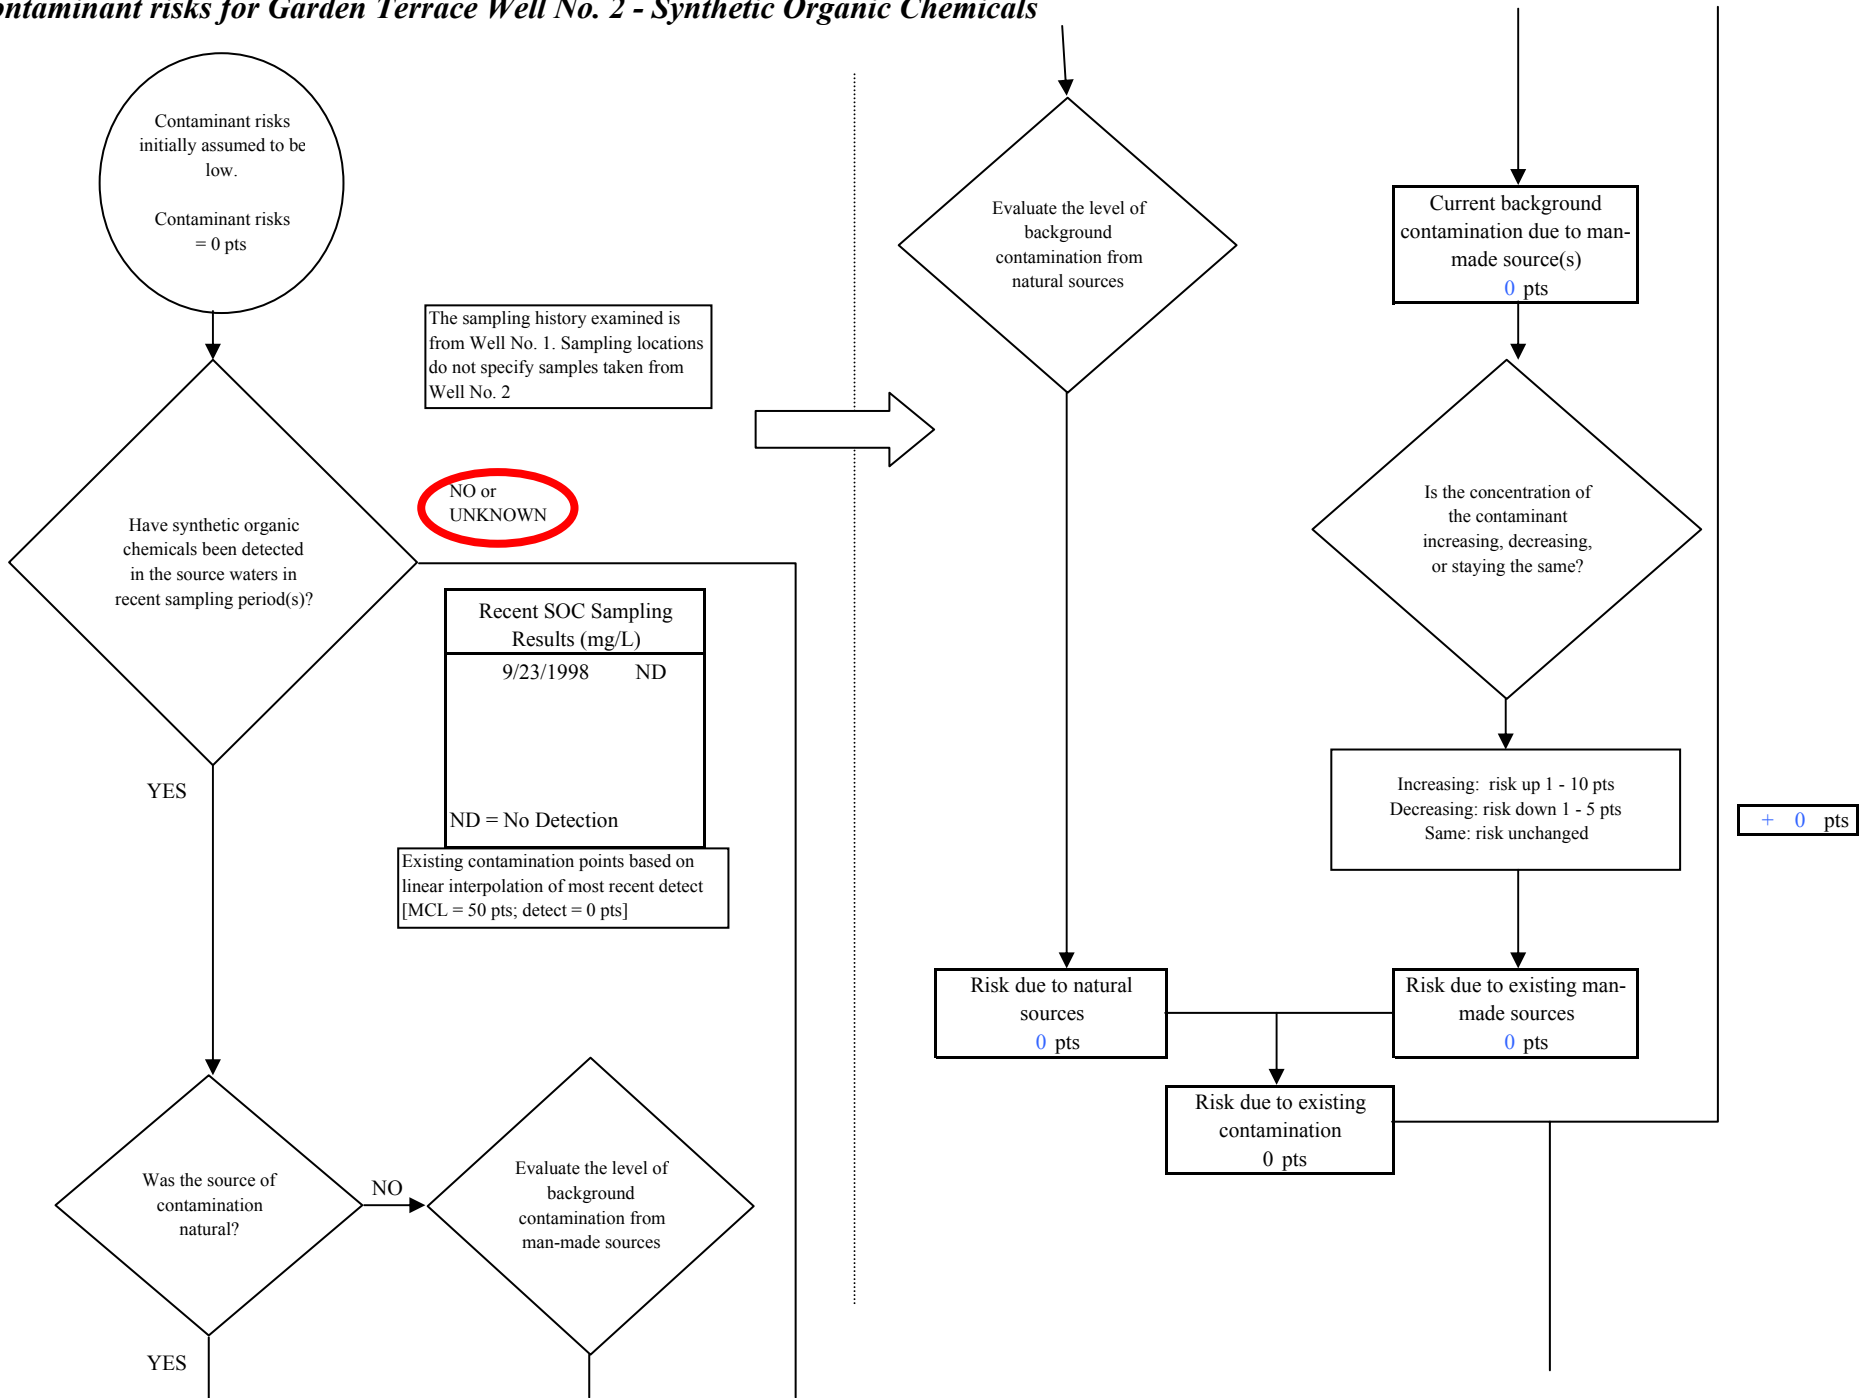 ontaminant risks for Garden Terrace Well No. 2 - Synthetic Organic Chemicals
Contaminant risks
initially assumed to be
low.
Contaminant risks
= 0 pts
The sampling history examined is
from Well No. 1. Sampling locations
do not specify samples taken from
Well No. 2
NO or
UNKNOWN
Have synthetic organic
chemicals been detected
in the source waters in
recent sampling period(s)?
Recent SOC Sampling
Results (mg/L)
9/23/1998 ND
ND = No Detection
Existing contamination points based on
linear interpolation of most recent detect
[MCL = 50 pts; detect = 0 pts]
YES
Was the source of
contamination
natural?
NO
Evaluate the level of
background
contamination from
man-made sources
YES
Evaluate the level of
background
contamination from
natural sources
Current background
contamination due to man-
made source(s)
0 pts
Is the concentration of
the contaminant
increasing, decreasing,
or staying the same?
Increasing: risk up 1 - 10 pts
Decreasing: risk down 1 - 5 pts
Same: risk unchanged
+ 0 pts
Risk due to natural
sources
0 pts
Risk due to existing man-
made sources
0 pts
Risk due to existing
contamination
0 pts